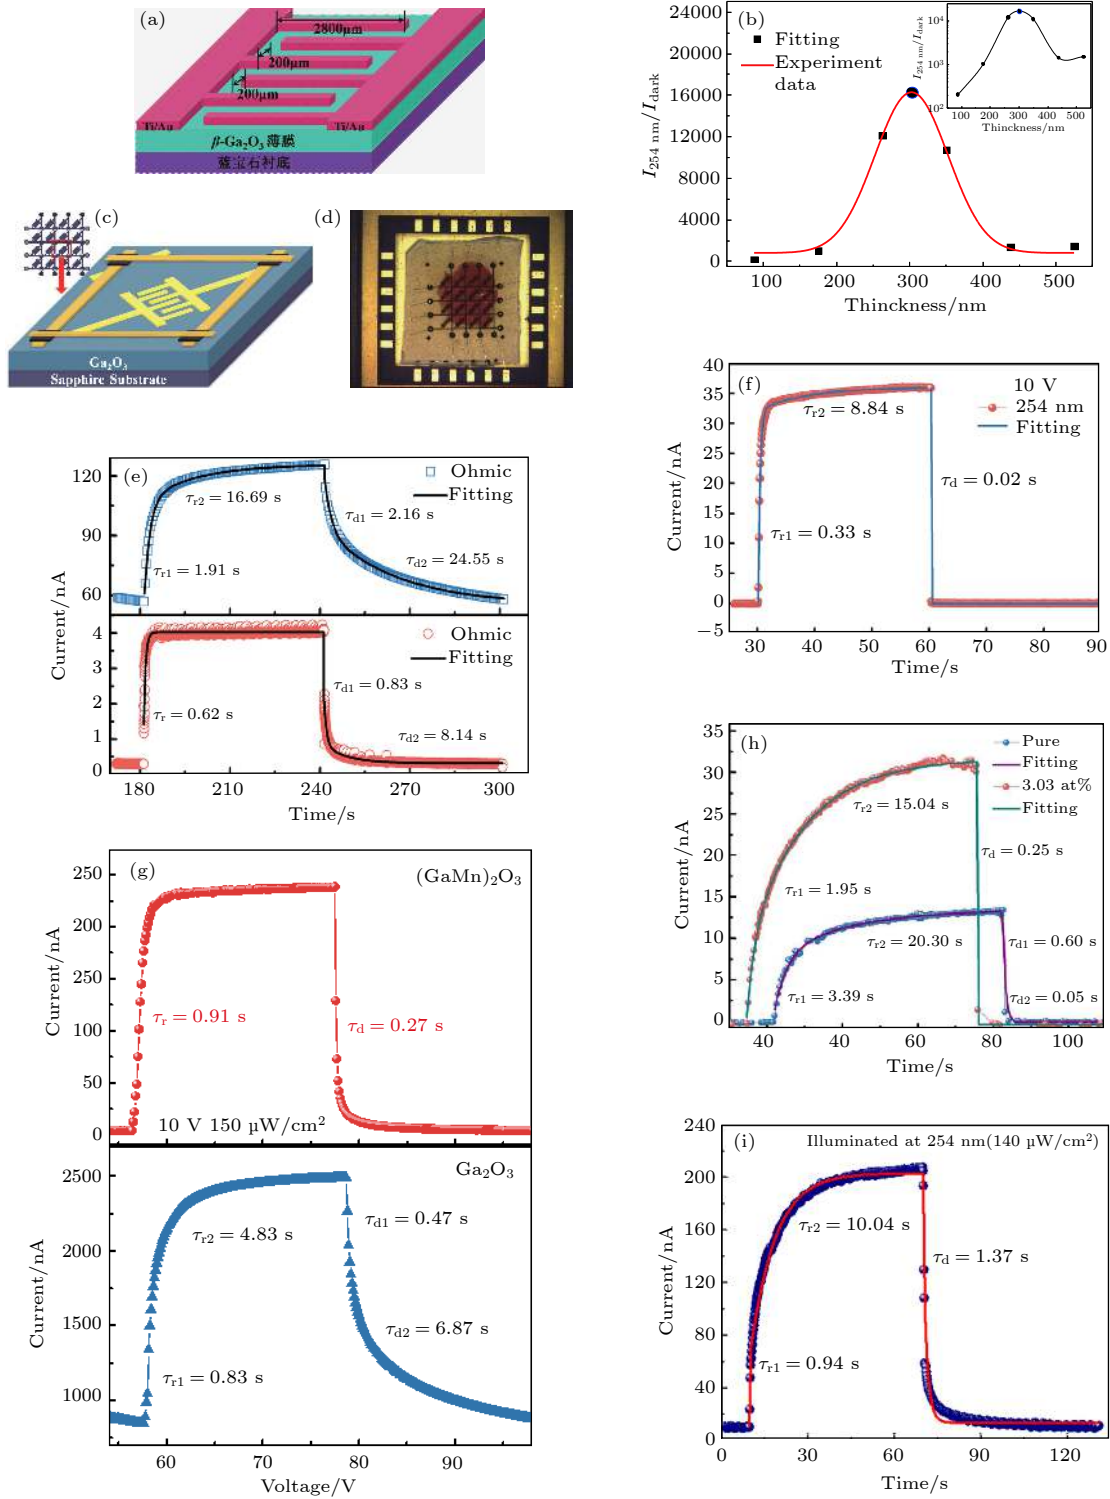 (a)
2800μm
200μm
200μm
Ti/Au
Ti/Au
β-Ga₂O₃ 薄膜
蓝宝石衬底
(b)
Fitting
Experiment
data
I₂₅₄ ₙₘ/I_dark
24000
20000
16000
12000
8000
4000
0
100 200 300 400 500
Thinckness/nm
I₂₅₄ ₙₘ/I_dark
10⁴
10³
10²
0 100 200 300 400 500
Thinckness/nm
(c)
Ga₂O₃
Sapphire Substrate
(d)
(e)
Ohmic
Fitting
τr2 = 16.69 s
τd1 = 2.16 s
τd2 = 24.55 s
τr1 = 1.91 s
120
90
60
Ohmic
Fitting
τd1 = 0.83 s
τr = 0.62 s
τd2 = 8.14 s
4
3
2
1
0
Current/nA
180 210 240 270 300
Time/s
(f)
10 V
254 nm
Fitting
τr2 = 8.84 s
τd = 0.02 s
τr1 = 0.33 s
40
35
30
25
20
15
10
5
0
−5
Current/nA
30 40 50 60 70 80 90
Time/s
(g)
(GaMn)₂O₃
τr = 0.91 s
τd = 0.27 s
10 V 150 μW/cm²
250
200
250
100
50
0
Current/nA
Ga₂O₃
τr2 = 4.83 s
τd1 = 0.47 s
τd2 = 6.87 s
τr1 = 0.83 s
2500
2500
1500
1000
Current/nA
60 70 80 90
Voltage/V
(h)
Pure
Fitting
3.03 at%
Fitting
τr2 = 15.04 s
τd = 0.25 s
τr1 = 1.95 s
τr2 = 20.30 s
τd1 = 0.60 s
τr1 = 3.39 s
τd2 = 0.05 s
35
30
25
20
15
10
5
0
Current/nA
40 60 80 100
Time/s
(i)
Illuminated at 254 nm(140 μW/cm²)
τr2 = 10.04 s
τd = 1.37 s
τr1 = 0.94 s
240
200
160
120
80
40
0
Current/nA
0 30 60 90 120
Time/s